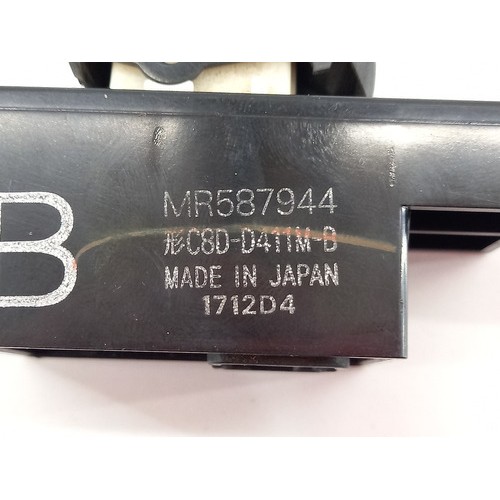 B
MR587944
形C8D-D411M-B
MADE IN JAPAN
1712D4